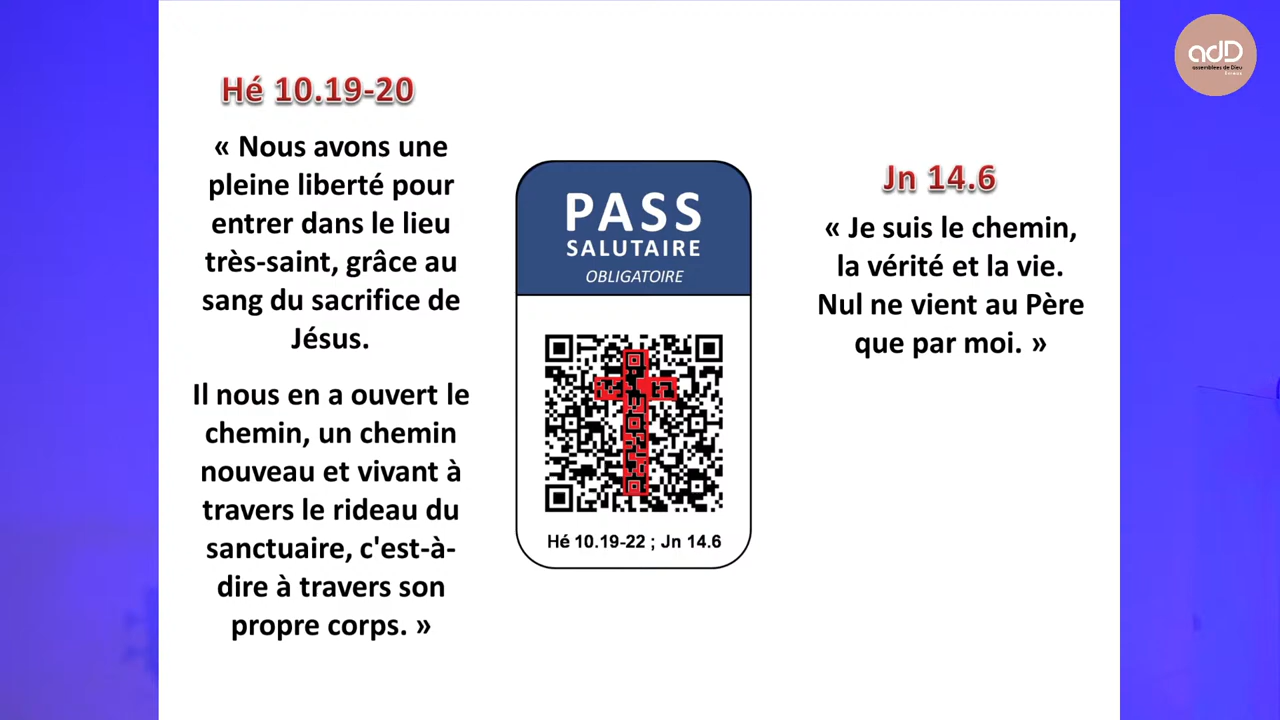 Hé 10.19-20
« Nous avons une
pleine liberté pour
entrer dans le lieu
très-saint, grâce au
sang du sacrifice de
Jésus.
Il nous en a ouvert le
chemin, un chemin
nouveau et vivant à
travers le rideau du
sanctuaire, c'est-à-
dire à travers son
propre corps. »
PASS
SALUTAIRE
OBLIGATOIRE
Hé 10.19-22 ; Jn 14.6
Jn 14.6
« Je suis le chemin,
la vérité et la vie.
Nul ne vient au Père
que par moi. »
add
assemblées de Dieu